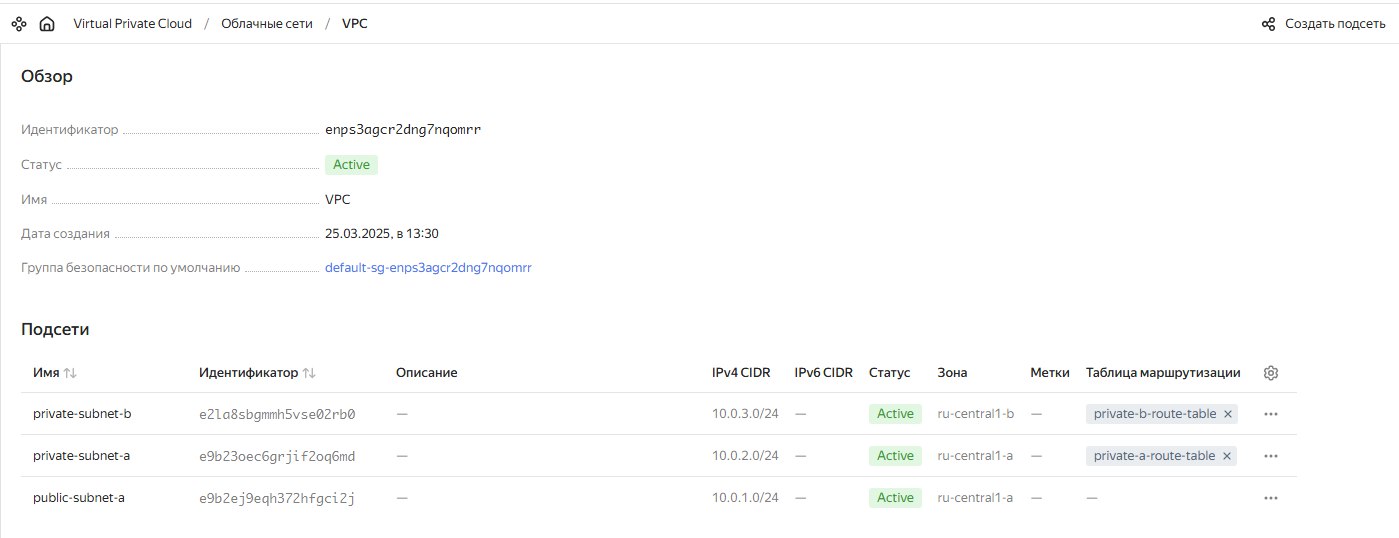 Virtual Private Cloud / Облачные сети / VPC Создать подсеть
Обзор
Идентификатор enps3agcr2dng7nqomrr
Статус Active
Имя VPC
Дата создания 25.03.2025, в 13:30
Группа безопасности по умолчанию default-sg-enps3agcr2dng7nqomrr
Подсети
Имя Идентификатор Описание IPv4 CIDR IPv6 CIDR Статус Зона Метки Таблица маршрутизации
private-subnet-b e2la8sbgmmh5vse02rb0 — 10.0.3.0/24 — Active ru-central1-b — private-b-route-table ×
private-subnet-a e9b23oec6grjif2oq6md — 10.0.2.0/24 — Active ru-central1-a — private-a-route-table ×
public-subnet-a e9b2ej9eqh372hfgci2j — 10.0.1.0/24 — Active ru-central1-a — —